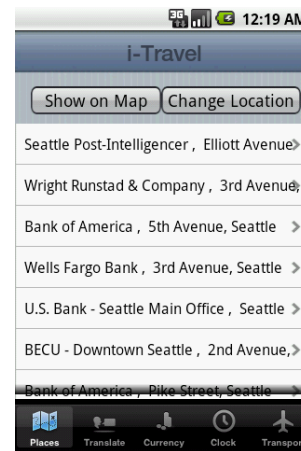 3G 12:19 AM
i-Travel
Show on Map Change Location
Seattle Post-Intelligencer , Elliott Avenue
Wright Runstad & Company , 3rd Avenue,
Bank of America , 5th Avenue, Seattle
Wells Fargo Bank , 3rd Avenue, Seattle
U.S. Bank - Seattle Main Office , Seattle
BECU - Downtown Seattle , 2nd Avenue,
Bank of America , Pike Street, Seattle
Places Translate Currency Clock Transpor